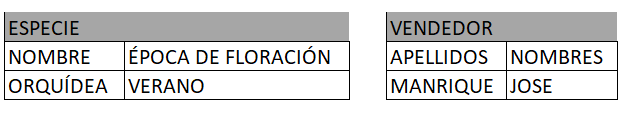 ESPECIE
NOMBRE ÉPOCA DE FLORACIÓN
ORQUÍDEA VERANO
VENDEDOR
APELLIDOS NOMBRES
MANRIQUE JOSE